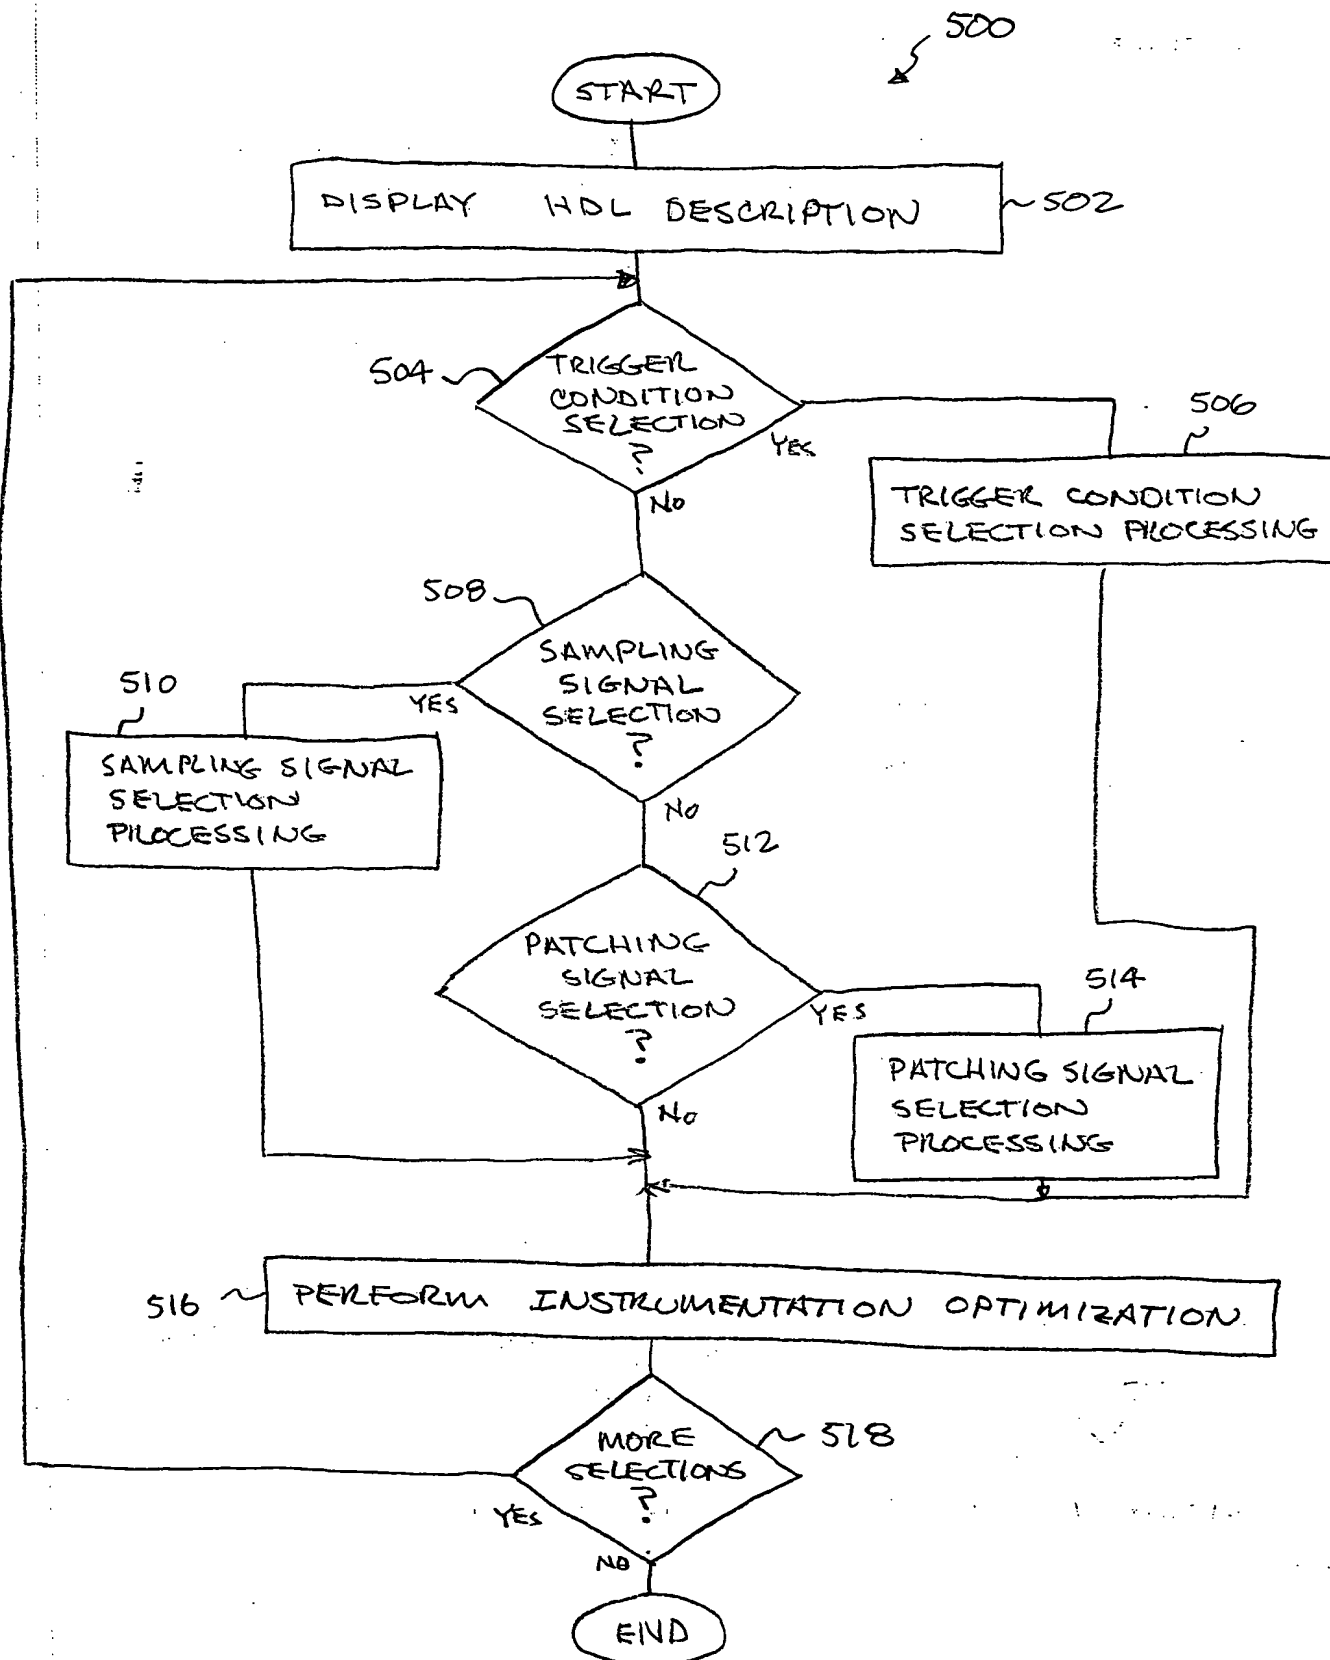 500
START
DISPLAY HDL DESCRIPTION
502
504
TRIGGER
CONDITION
SELECTION
?
YES
NO
506
TRIGGER CONDITION
SELECTION PROCESSING
508
SAMPLING
SIGNAL
SELECTION
?
YES
NO
510
SAMPLING SIGNAL
SELECTION
PROCESSING
512
PATCHING
SIGNAL
SELECTION
?
YES
NO
514
PATCHING SIGNAL
SELECTION
PROCESSING
516
PERFORM INSTRUMENTATION OPTIMIZATION
518
MORE
SELECTIONS
?
YES
NO
END